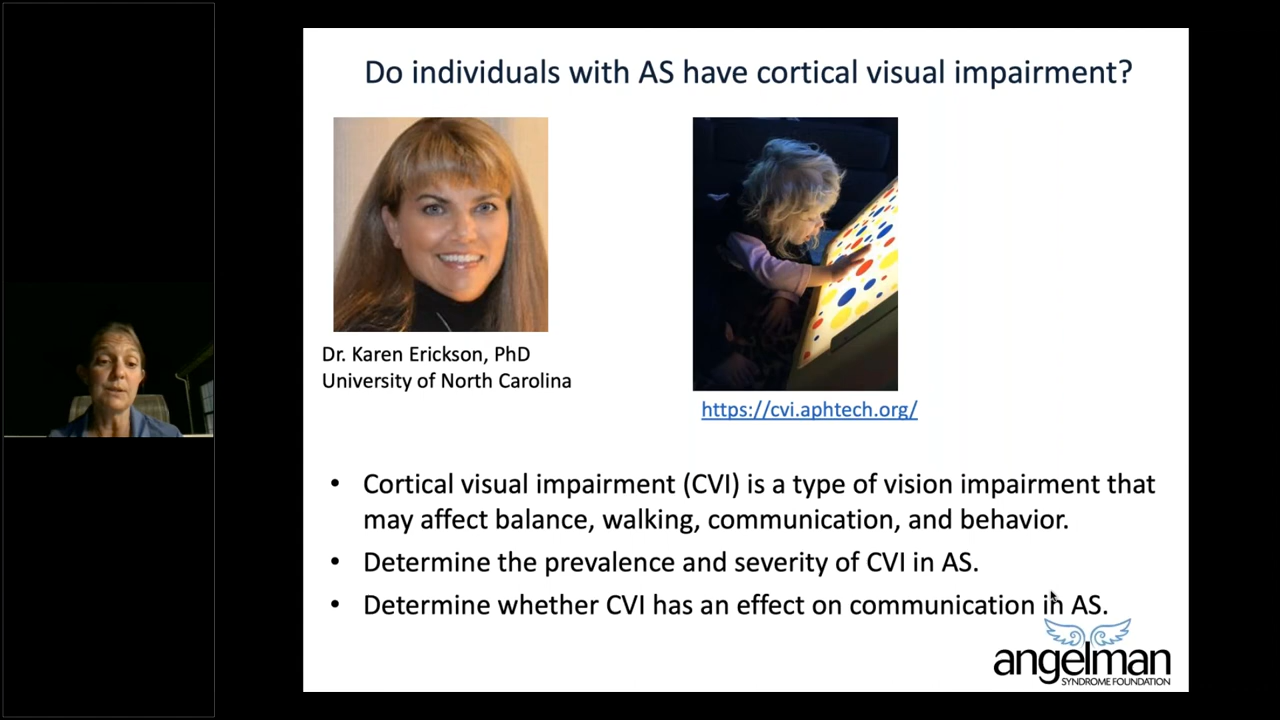 Do individuals with AS have cortical visual impairment?
Dr. Karen Erickson, PhD
University of North Carolina
https://cvi.aphtech.org/
• Cortical visual impairment (CVI) is a type of vision impairment that
may affect balance, walking, communication, and behavior.
• Determine the prevalence and severity of CVI in AS.
• Determine whether CVI has an effect on communication in AS.
angelman
SYNDROME FOUNDATION